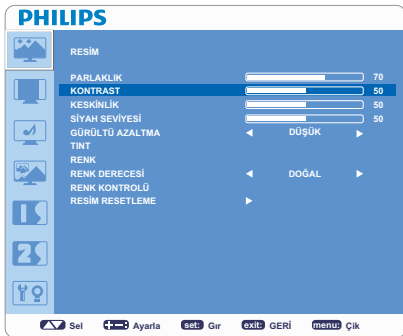 PHILIPS
RESİM
PARLAKLIK 70
KONTRAST 50
KESKİNLİK 50
SİYAH SEVİYESİ 50
GÜRÜLTÜ AZALTMA DÜŞÜK
TINT
RENK
RENK DERECESİ DOĞAL
RENK KONTROLÜ
RESİM RESETLEME
Sel Ayarla set: Gır exit: GERİ menu: Çik